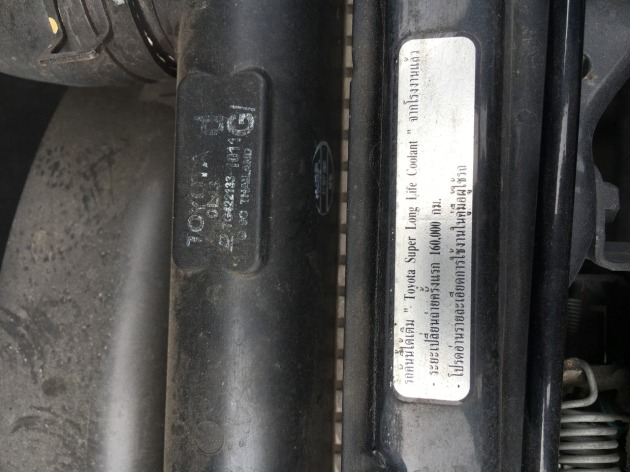 TOYOTA d
0L43
TG422133-1011
GI
THAILAND
รถคันนี้ได้เติม " Toyota Super Long Life Coolant " จากโรงงานแล้ว
- ระยะเปลี่ยนถ่ายครั้งแรก 160,000 กม.
- โปรดอ่านรายละเอียดการใช้งานในคู่มือผู้ใช้รถ